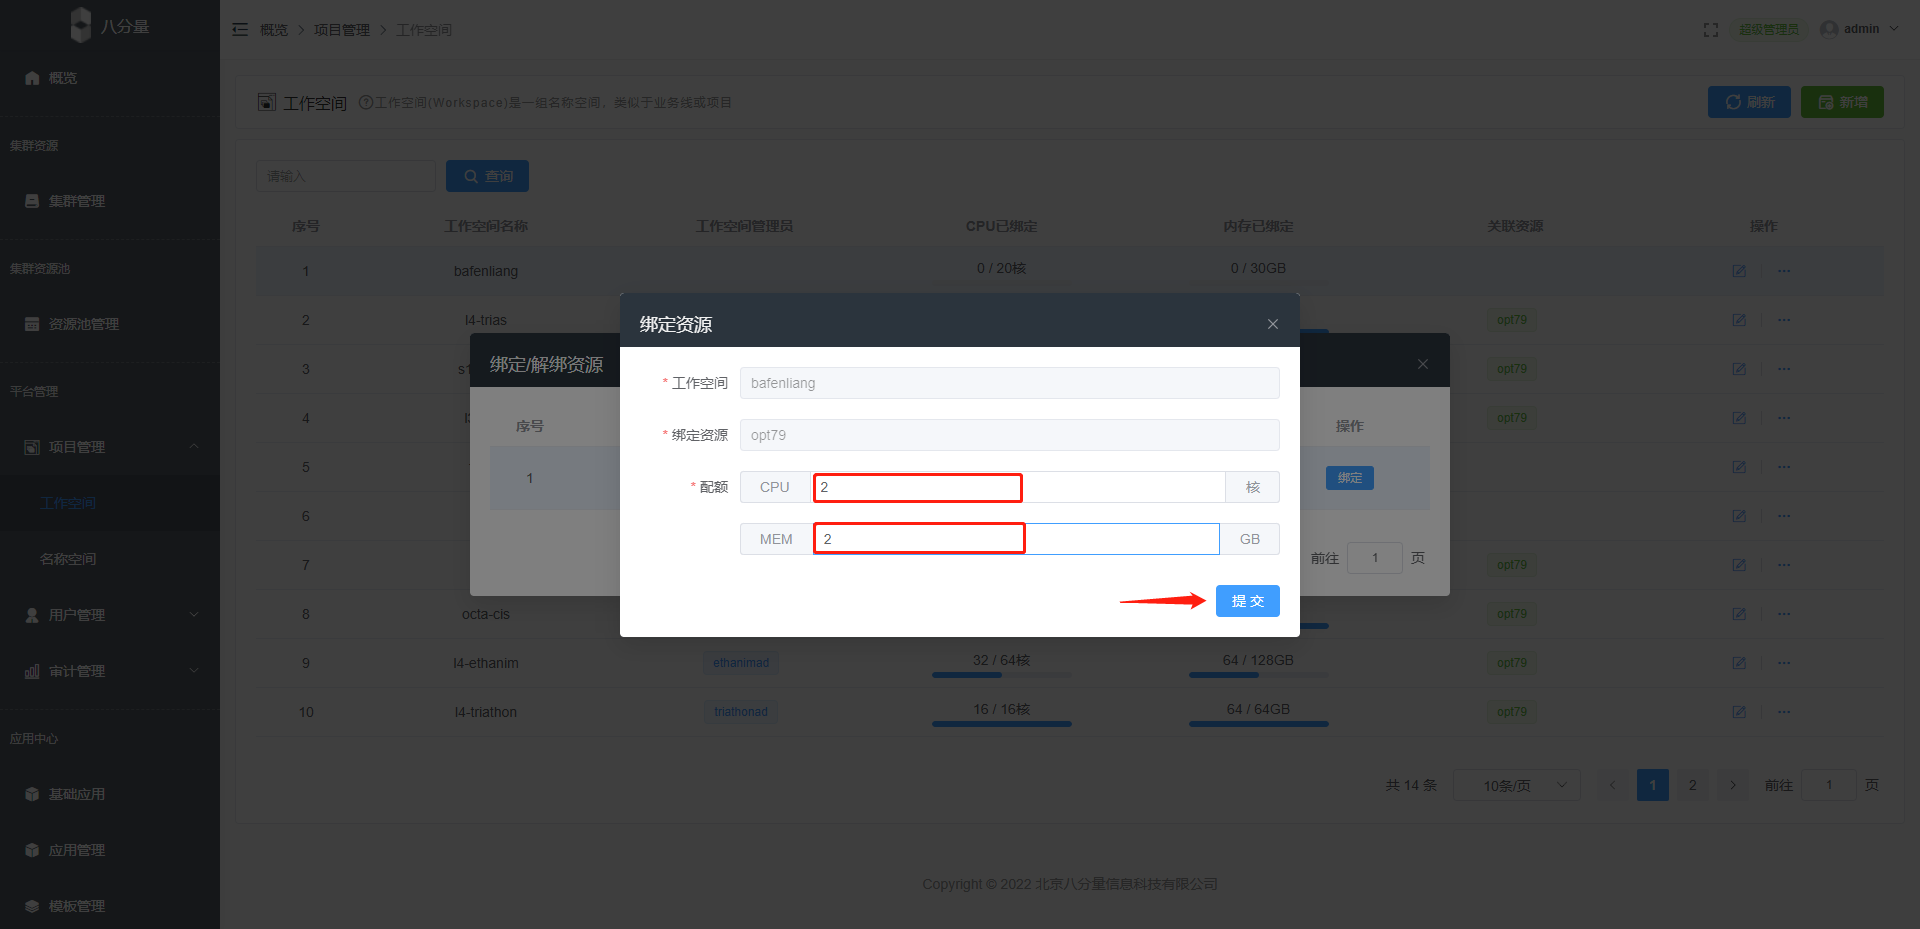 八分量
概览 > 项目管理 > 工作空间
超级管理员
admin
概览
集群资源
集群管理
集群资源池
资源池管理
平台管理
项目管理
工作空间
名称空间
用户管理
审计管理
应用中心
基础应用
应用管理
模板管理
工作空间
工作空间(Workspace)是一组名称空间，类似于业务线或项目
刷新
新增
请输入
查询
序号 工作空间名称 工作空间管理员 CPU已绑定 内存已绑定 关联资源 操作
1 bafenliang 0 / 20核 0 / 30GB
2 l4-trias opt79
3 opt79
4 opt79
5
6
7 opt79
8 octa-cis opt79
9 l4-ethanim ethanimad 32 / 64核 64 / 128GB opt79
10 l4-triathon triathonad 16 / 16核 64 / 64GB opt79
共 14 条 10条/页 1 2 前往 1 页
Copyright © 2022 北京八分量信息科技有限公司
绑定/解绑资源
序号 操作
1 绑定
前往 1 页
绑定资源
* 工作空间 bafenliang
* 绑定资源 opt79
* 配额 CPU 2 核
MEM 2 GB
提 交